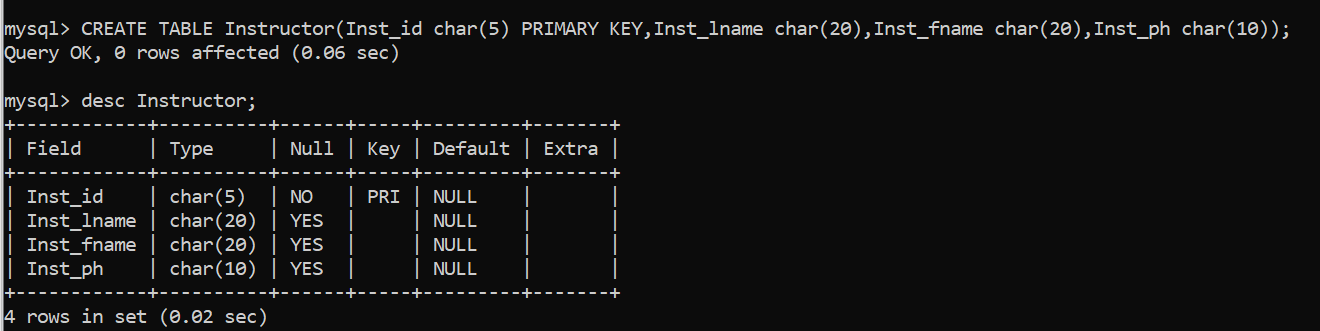 mysql> CREATE TABLE Instructor(Inst_id char(5) PRIMARY KEY,Inst_lname char(20),Inst_fname char(20),Inst_ph char(10));
Query OK, 0 rows affected (0.06 sec)
mysql> desc Instructor;
+------------+----------+------+-----+---------+-------+
| Field      | Type     | Null | Key | Default | Extra |
+------------+----------+------+-----+---------+-------+
| Inst_id    | char(5)  | NO   | PRI | NULL    |       |
| Inst_lname | char(20) | YES  |     | NULL    |       |
| Inst_fname | char(20) | YES  |     | NULL    |       |
| Inst_ph    | char(10) | YES  |     | NULL    |       |
+------------+----------+------+-----+---------+-------+
4 rows in set (0.02 sec)